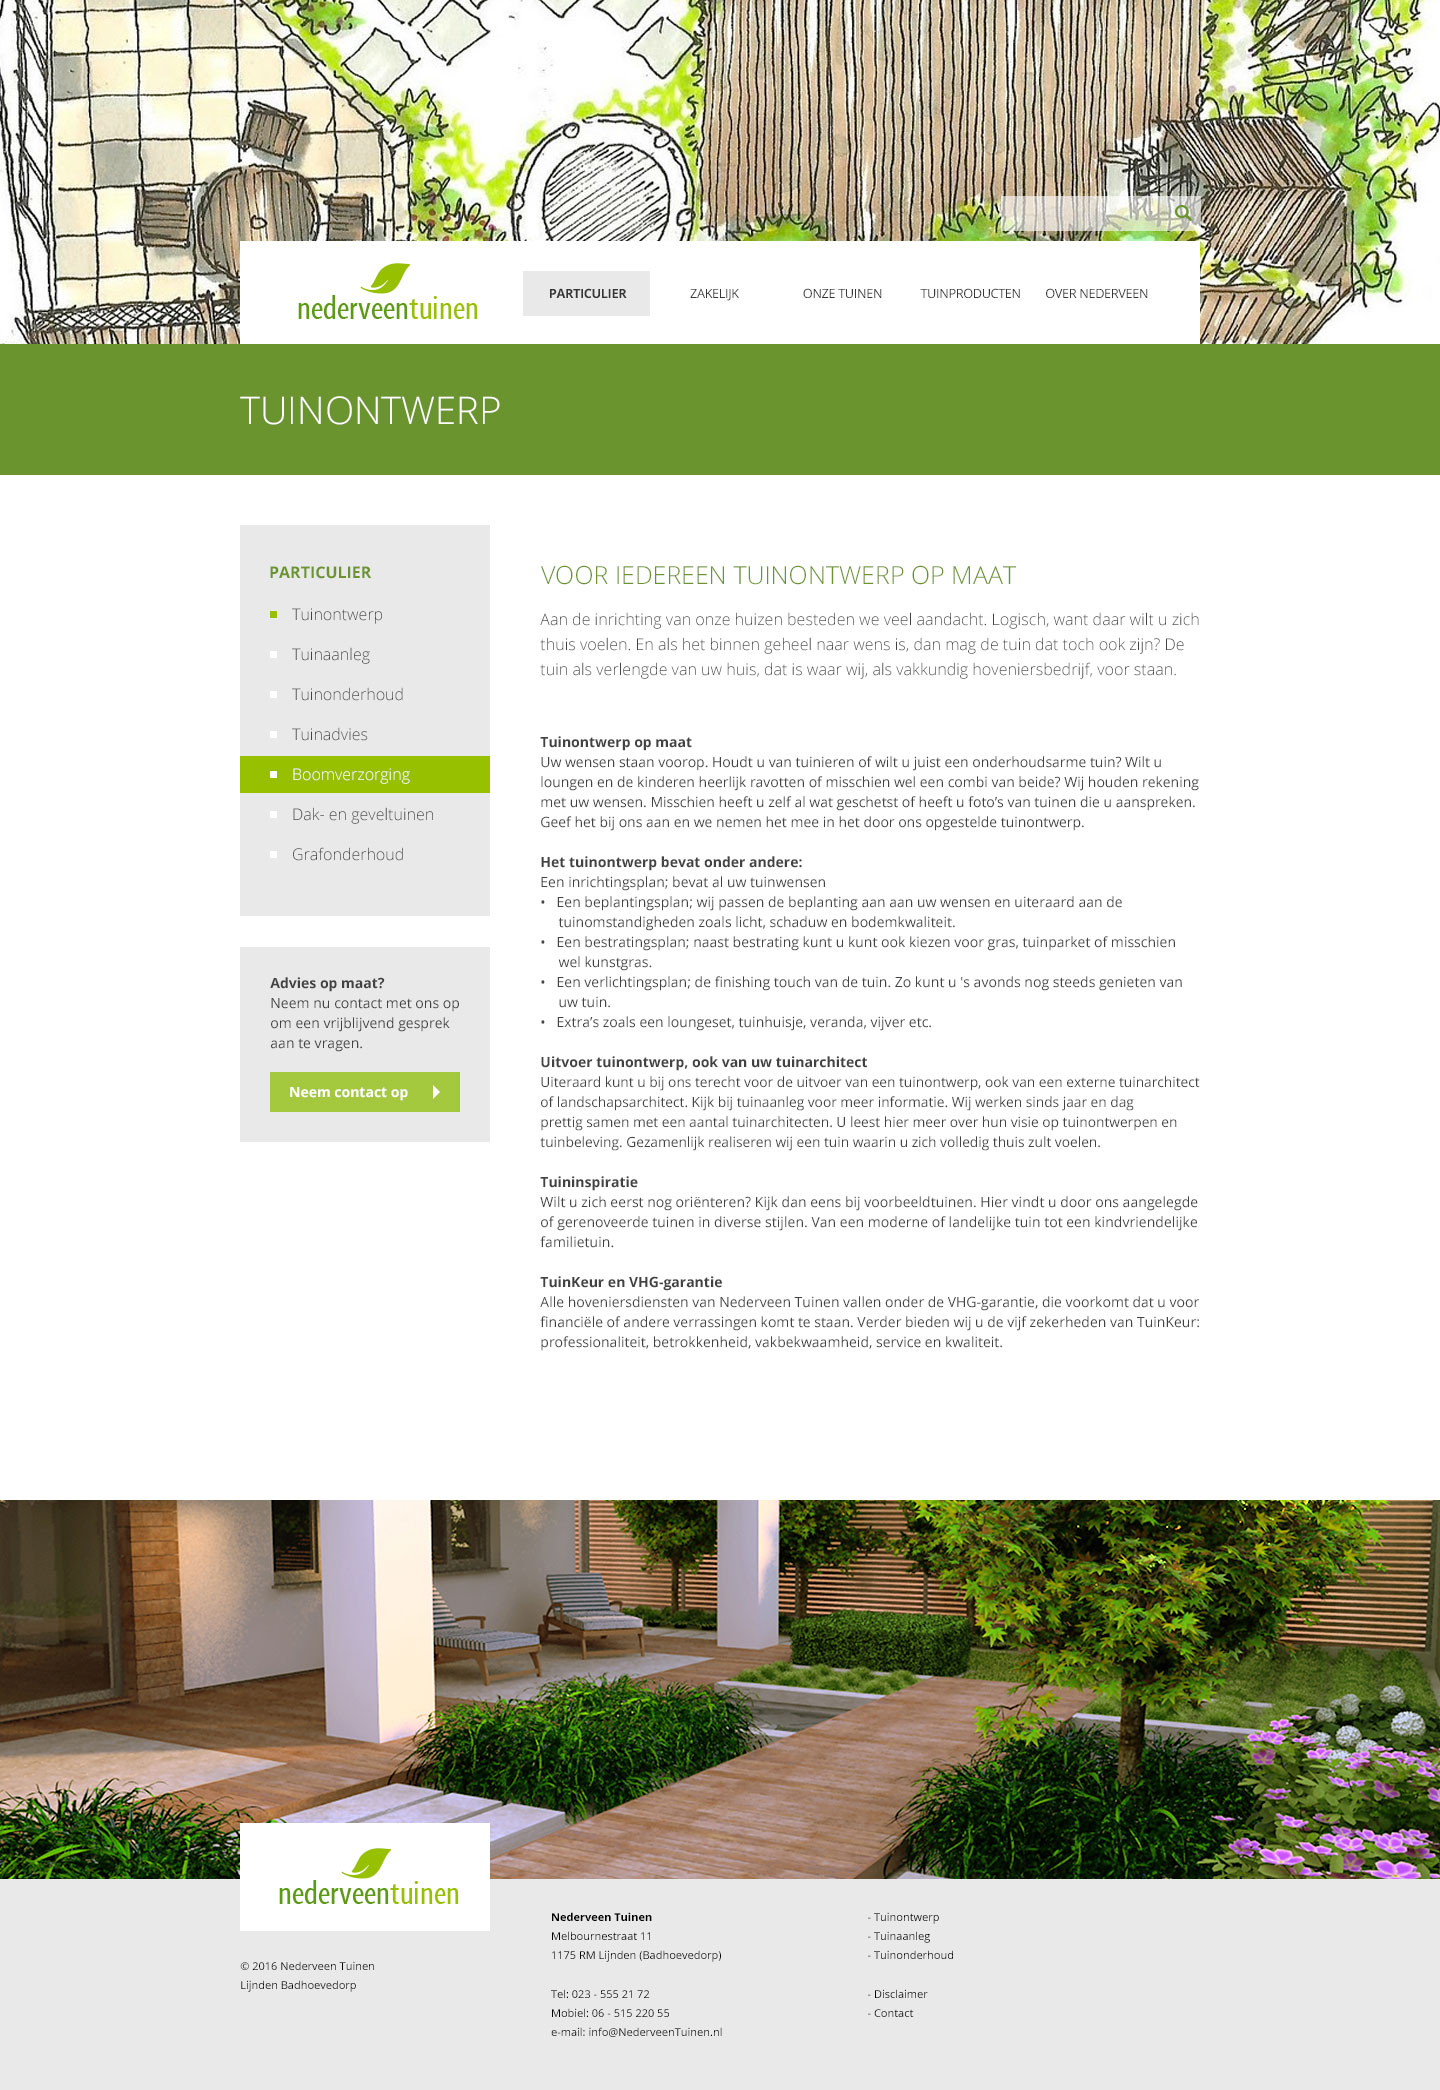 nederveentuinen
PARTICULIER
ZAKELIJK
ONZE TUINEN
TUINPRODUCTEN
OVER NEDERVEEN
TUINONTWERP
PARTICULIER
Tuinontwerp
Tuinaanleg
Tuinonderhoud
Tuinadvies
Boomverzorging
Dak- en geveltuinen
Grafonderhoud
Advies op maat?
Neem nu contact met ons op
om een vrijblijvend gesprek
aan te vragen.
Neem contact op
VOOR IEDEREEN TUINONTWERP OP MAAT
Aan de inrichting van onze huizen besteden we veel aandacht. Logisch, want daar wilt u zich
thuis voelen. En als het binnen geheel naar wens is, dan mag de tuin dat toch ook zijn? De
tuin als verlengde van uw huis, dat is waar wij, als vakkundig hoveniersbedrijf, voor staan.
Tuinontwerp op maat
Uw wensen staan voorop. Houdt u van tuinieren of wilt u juist een onderhoudsarme tuin? Wilt u
loungen en de kinderen heerlijk ravotten of misschien wel een combi van beide? Wij houden rekening
met uw wensen. Misschien heeft u zelf al wat geschetst of heeft u foto's van tuinen die u aanspreken.
Geef het bij ons aan en we nemen het mee in het door ons opgestelde tuinontwerp.
Het tuinontwerp bevat onder andere:
Een inrichtingsplan; bevat al uw tuinwensen
• Een beplantingsplan; wij passen de beplanting aan aan uw wensen en uiteraard aan de
tuinomstandigheden zoals licht, schaduw en bodemkwaliteit.
• Een bestratingsplan; naast bestrating kunt u kunt ook kiezen voor gras, tuinparket of misschien
wel kunstgras.
• Een verlichtingsplan; de finishing touch van de tuin. Zo kunt u 's avonds nog steeds genieten van
uw tuin.
• Extra's zoals een loungeset, tuinhuisje, veranda, vijver etc.
Uitvoer tuinontwerp, ook van uw tuinarchitect
Uiteraard kunt u bij ons terecht voor de uitvoer van een tuinontwerp, ook van een externe tuinarchitect
of landschapsarchitect. Kijk bij tuinaanleg voor meer informatie. Wij werken sinds jaar en dag
prettig samen met een aantal tuinarchitecten. U leest hier meer over hun visie op tuinontwerpen en
tuinbeleving. Gezamenlijk realiseren wij een tuin waarin u zich volledig thuis zult voelen.
Tuininspiratie
Wilt u zich eerst nog oriënteren? Kijk dan eens bij voorbeeldtuinen. Hier vindt u door ons aangelegde
of gerenoveerde tuinen in diverse stijlen. Van een moderne of landelijke tuin tot een kindvriendelijke
familietuin.
TuinKeur en VHG-garantie
Alle hoveniersdiensten van Nederveen Tuinen vallen onder de VHG-garantie, die voorkomt dat u voor
financiële of andere verrassingen komt te staan. Verder bieden wij u de vijf zekerheden van TuinKeur:
professionaliteit, betrokkenheid, vakbekwaamheid, service en kwaliteit.
nederveentuinen
© 2016 Nederveen Tuinen
Lijnden Badhoevedorp
Nederveen Tuinen
Melbournestraat 11
1175 RM Lijnden (Badhoevedorp)
Tel: 023 - 555 21 72
Mobiel: 06 - 515 220 55
e-mail: info@NederveenTuinen.nl
- Tuinontwerp
- Tuinaanleg
- Tuinonderhoud
- Disclaimer
- Contact